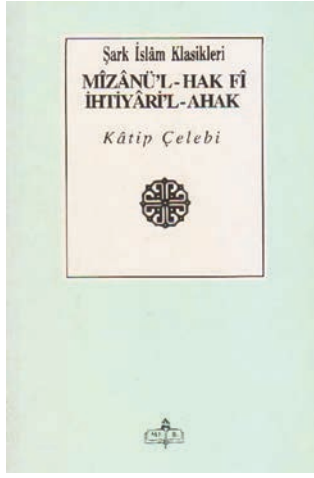 Şark İslâm Klasikleri
MÎZÂNÜ'L-HAK FÎ
İHTİYÂRİ'L-AHAK
Kâtip Çelebi